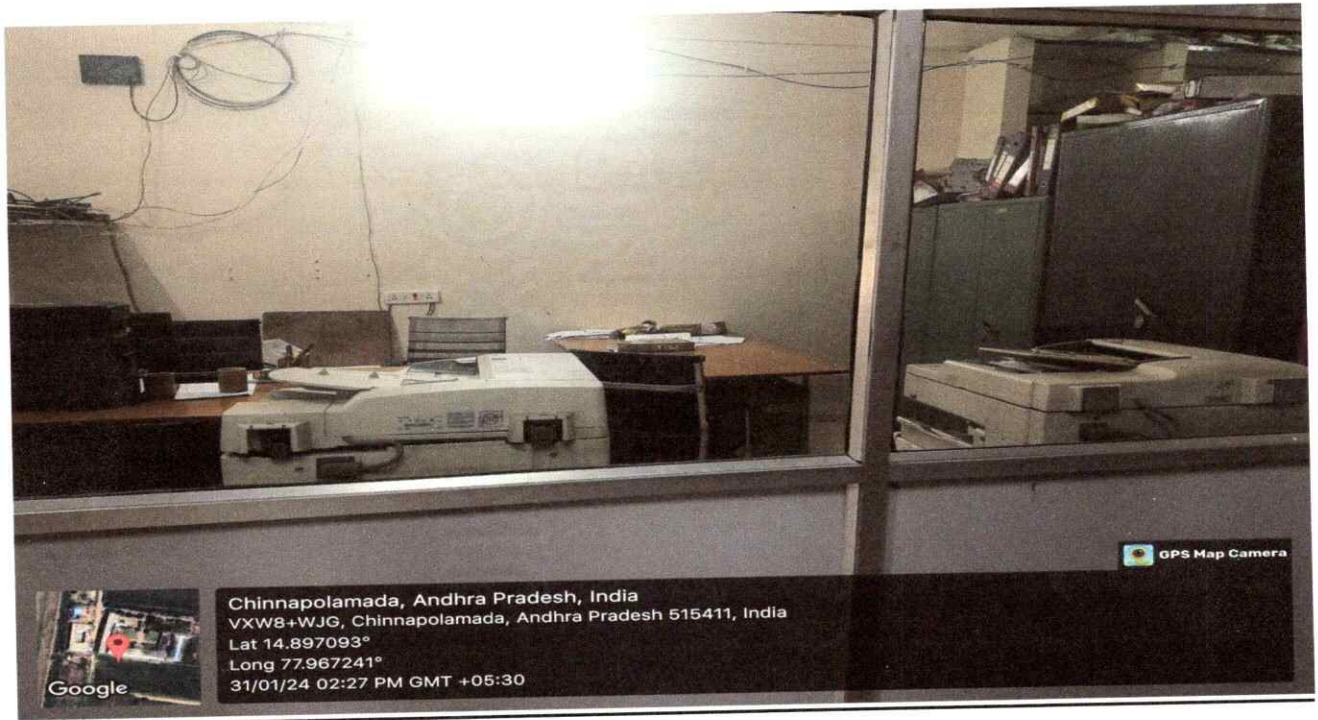 GPS Map Camera
Chinnapolamada, Andhra Pradesh, India
VXW8+WJG, Chinnapolamada, Andhra Pradesh 515411, India
Lat 14.897093°
Long 77.967241°
31/01/24 02:27 PM GMT +05:30
Google